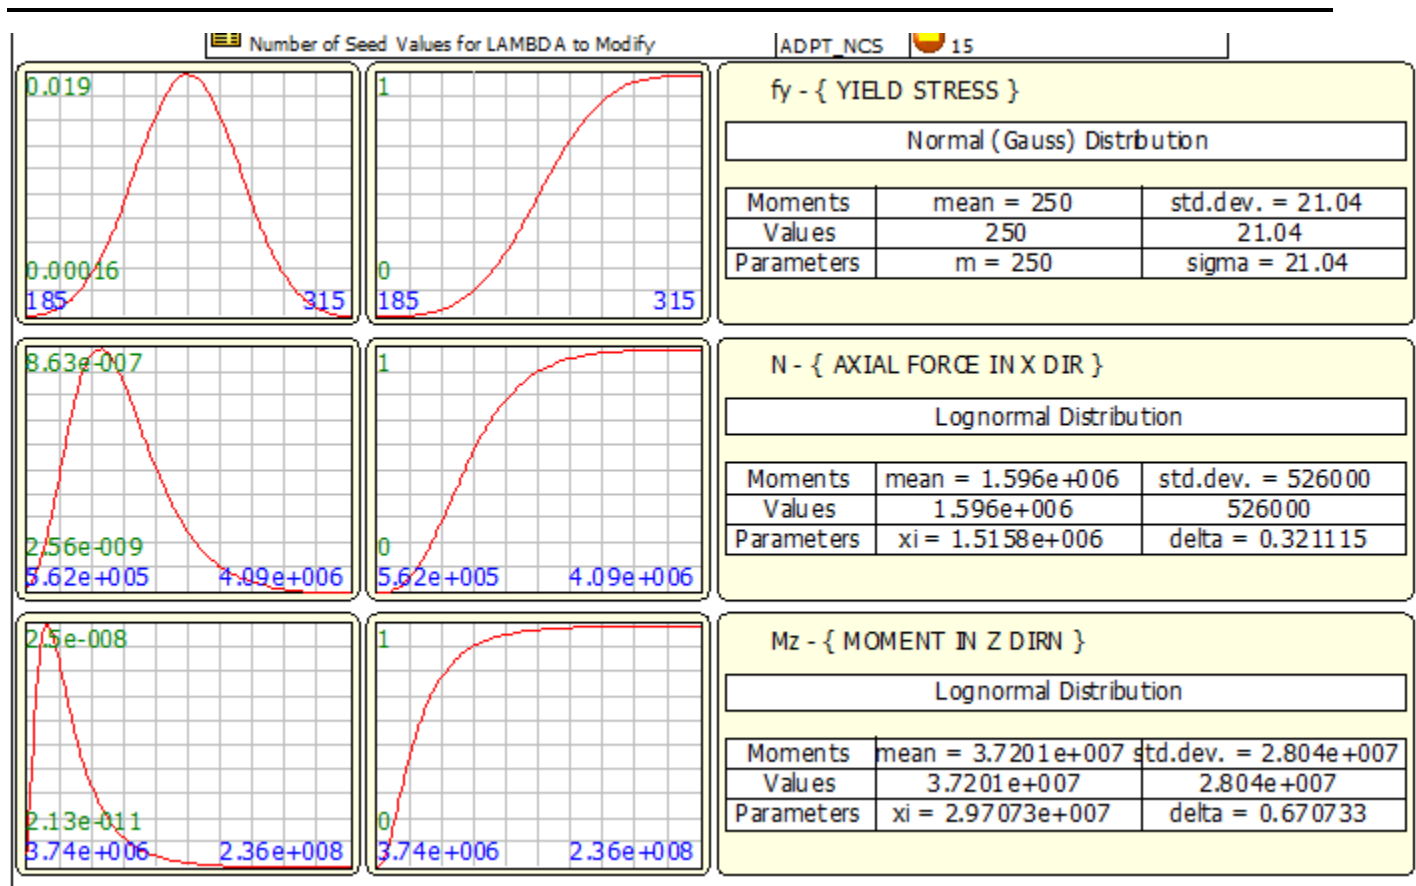 Number of Seed Values for LAMBDA to Modify ADPT_NCS 15
0.019
0.00016
185 315
1
0
185 315
fy - { YIELD STRESS }
Normal (Gauss) Distribution
Moments mean = 250 std.dev. = 21.04
Values 250 21.04
Parameters m = 250 sigma = 21.04
8.63e-007
2.56e-009
5.62e+005 4.09e+006
1
0
5.62e+005 4.09e+006
N - { AXIAL FORCE IN X DIR }
Lognormal Distribution
Moments mean = 1.596e+006 std.dev. = 526000
Values 1.596e+006 526000
Parameters xi = 1.5158e+006 delta = 0.321115
2.5e-008
2.13e-011
3.74e+006 2.36e+008
1
0
3.74e+006 2.36e+008
Mz - { MOMENT IN Z DIRN }
Lognormal Distribution
Moments mean = 3.7201e+007 std.dev. = 2.804e+007
Values 3.7201e+007 2.804e+007
Parameters xi = 2.97073e+007 delta = 0.670733